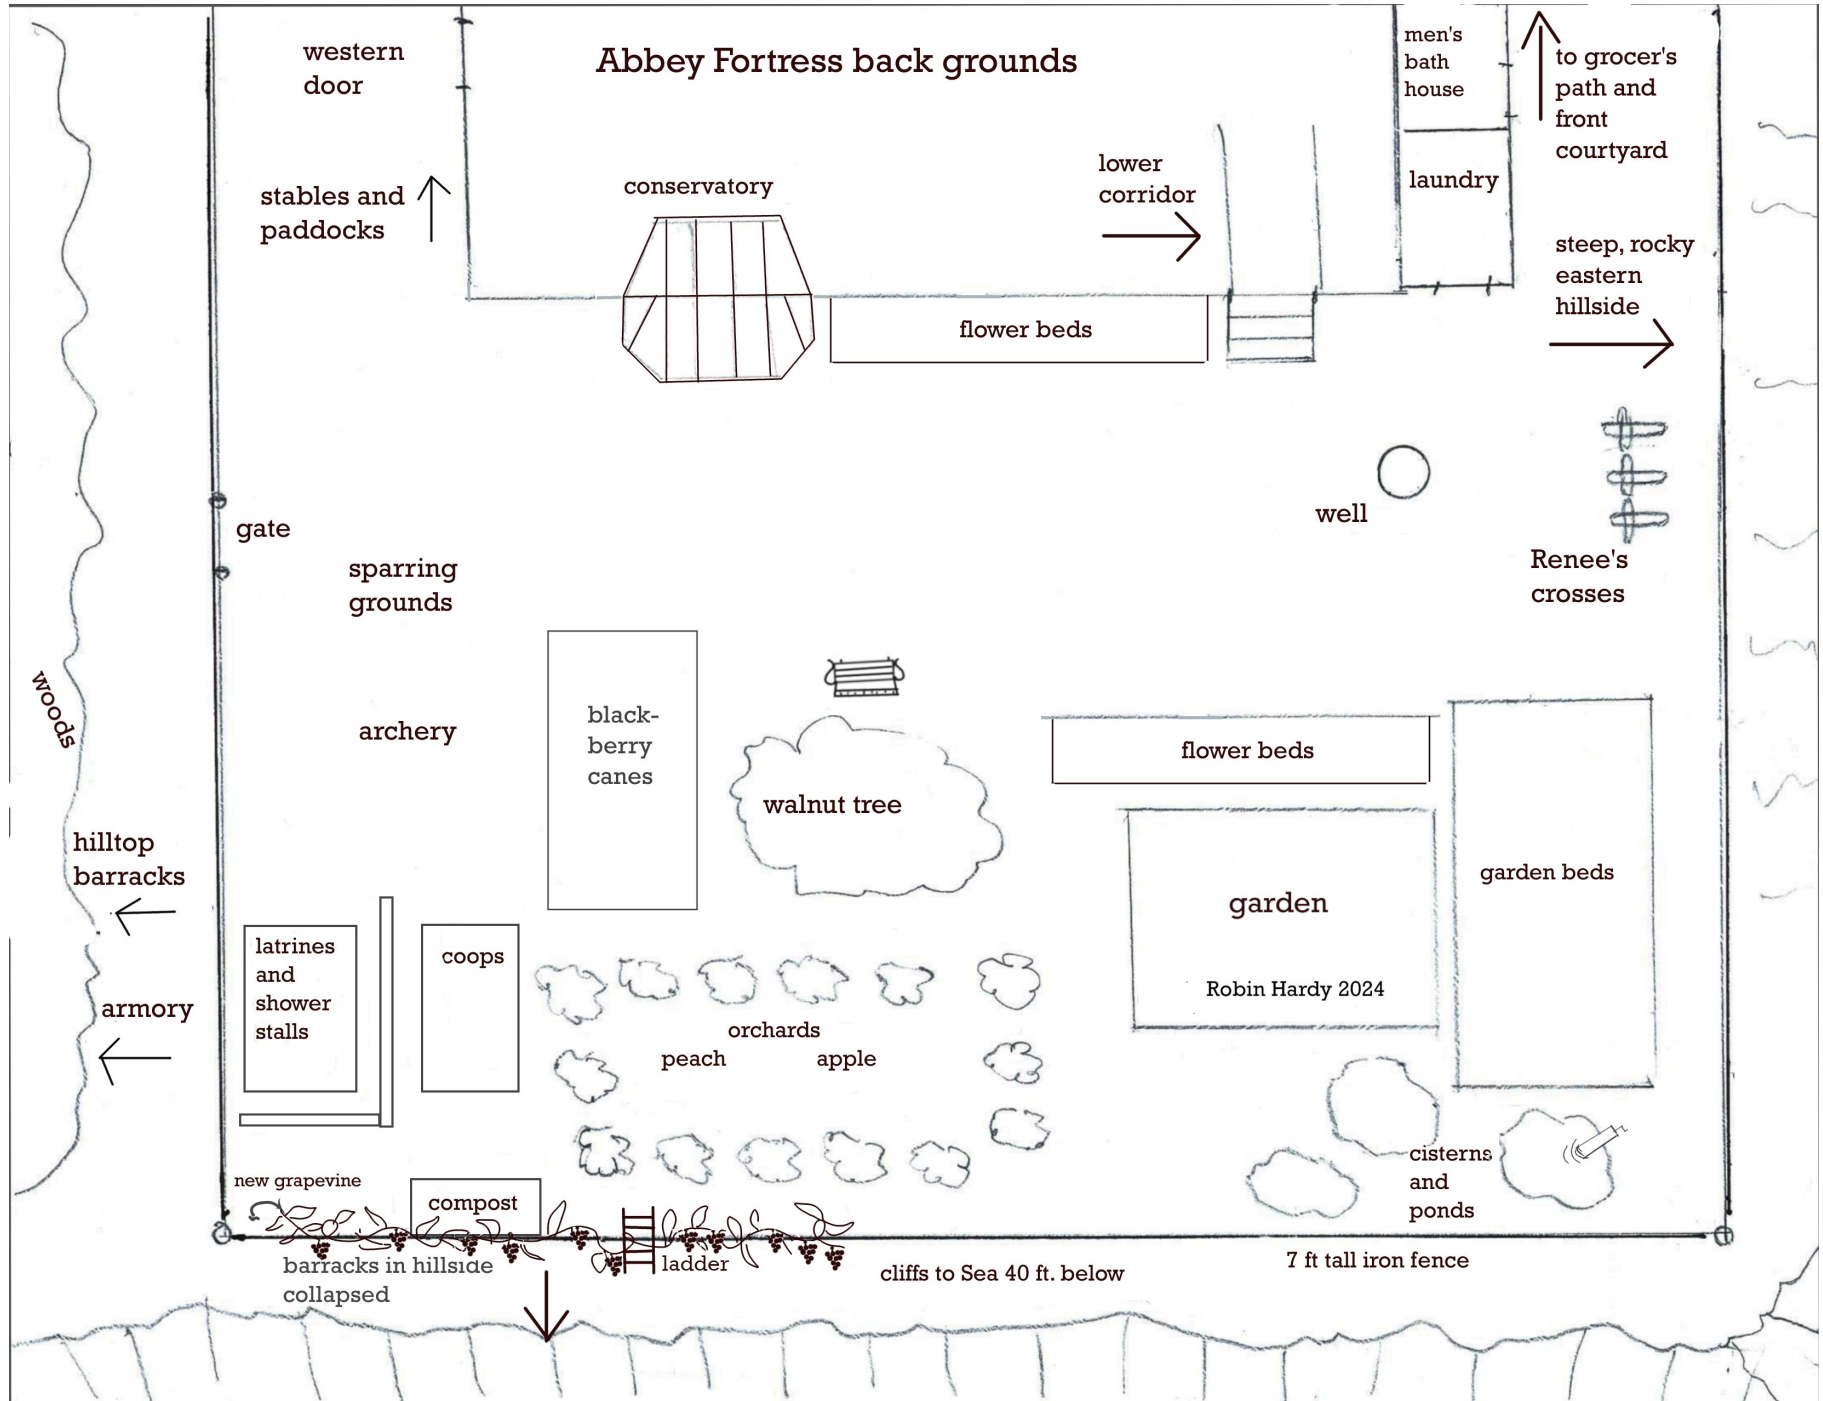 Abbey Fortress back grounds
western
door
men's
bath
house
to grocer's
path and
front
courtyard
lower
corridor
laundry
stables and
paddocks
conservatory
steep, rocky
eastern
hillside
flower beds
gate
well
sparring
grounds
Renee's
crosses
woods
archery
black-
berry
canes
walnut tree
flower beds
hilltop
barracks
garden beds
garden
latrines
and
shower
stalls
coops
Robin Hardy 2024
armory
orchards
peach
apple
cisterns
and
ponds
new grapevine
compost
barracks in hillside
collapsed
ladder
cliffs to Sea 40 ft. below
7 ft tall iron fence